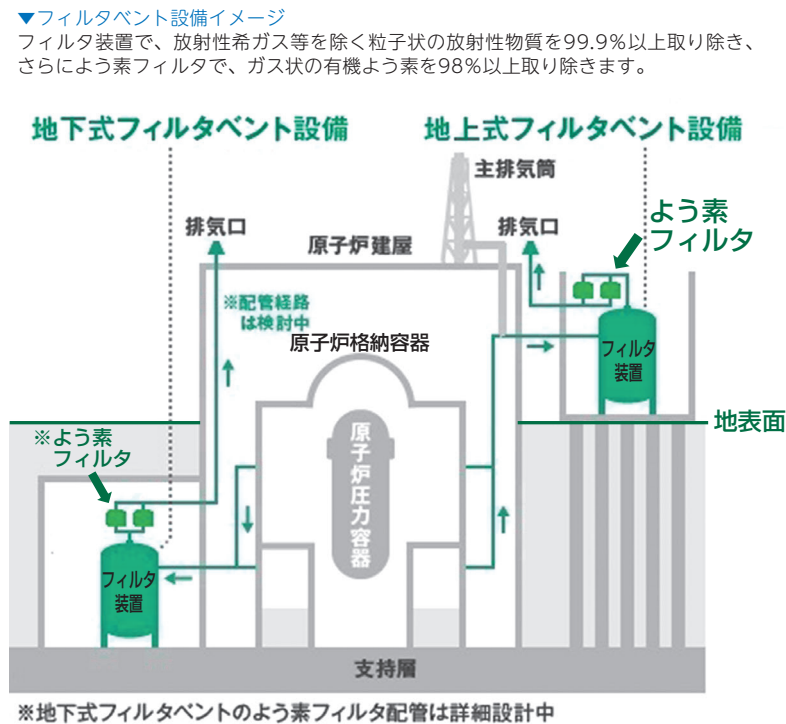 ▼フィルタベント設備イメージ
フィルタ装置で、放射性希ガス等を除く粒子状の放射性物質を99.9%以上取り除き、
さらによう素フィルタで、ガス状の有機よう素を98%以上取り除きます。
地下式フィルタベント設備
地上式フィルタベント設備
主排気筒
排気口
排気口
よう素
フィルタ
原子炉建屋
※配管経路
は検討中
原子炉格納容器
フィルタ
装置
地表面
※よう素
フィルタ
原子炉圧力容器
フィルタ
装置
支持層
※地下式フィルタベントのよう素フィルタ配管は詳細設計中